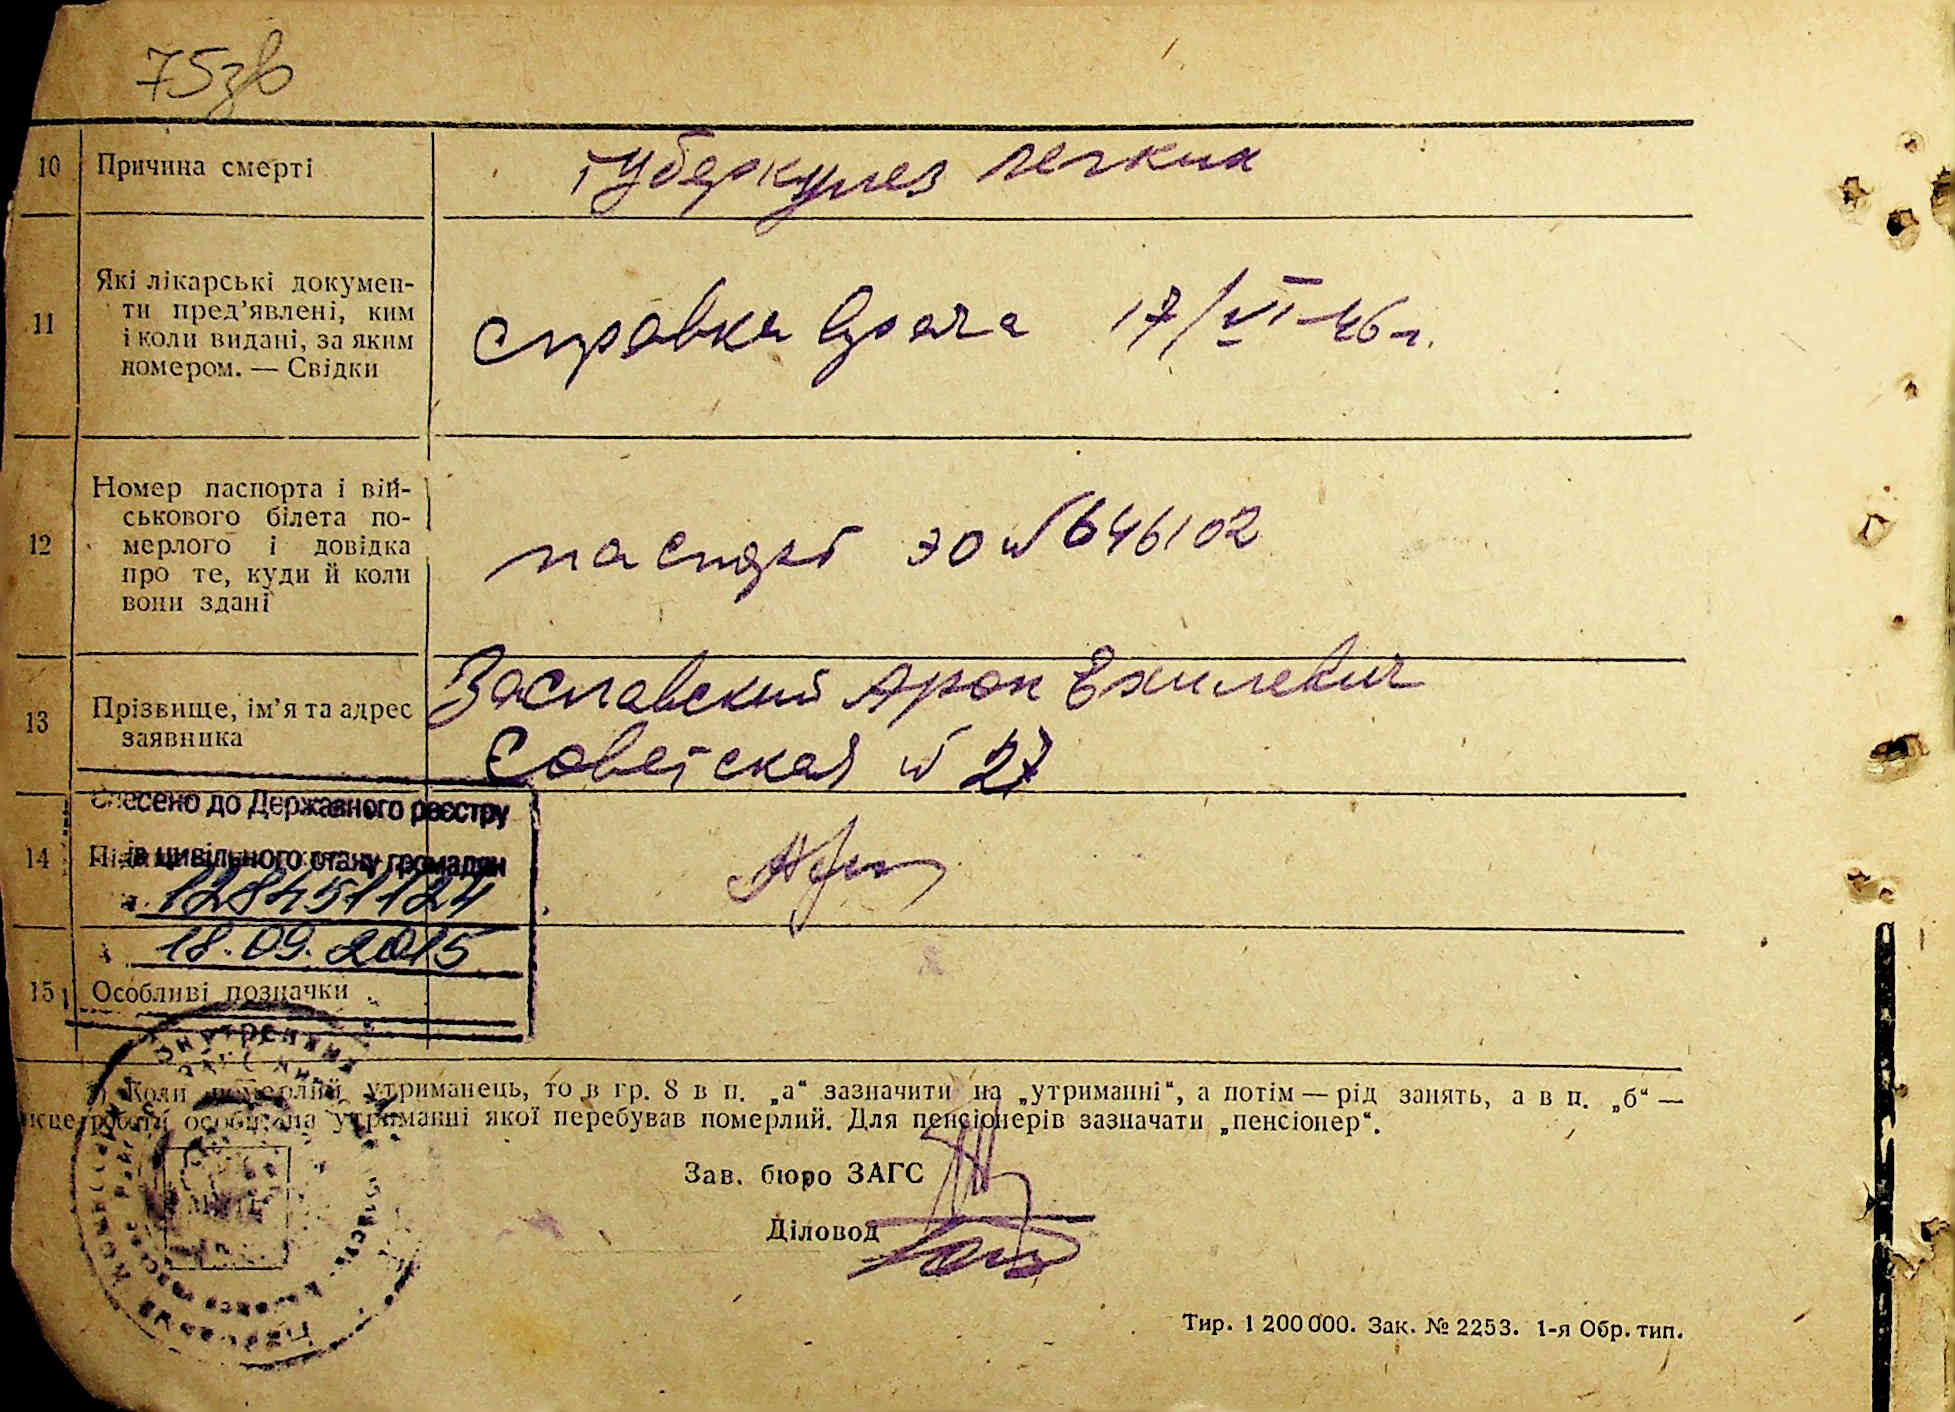 75зв
10 Причина смерті туберкулез легких
11 Які лікарські докумен-
ти пред’явлені, ким
і коли видані, за яким
номером. — Свідки
справка врача 17/VI-46 г.
12 Номер паспорта і вій-
ськового білета по-
мерлого і довідка
про те, куди й коли
вони здані
паспорт ЭО № 646102
13 Прізвище, ім’я та адрес
заявника
Заславский Арон Ехилевич
Советская № 27
Внесено до Державного реєстру
14
цивільного стану громадян
128451124
18.09.2015
15 Особливі позначки
Коли померлий утриманець, то в гр. 8 в п. „а“ зазначити на „утриманні“, а потім — рід занять, а в п. „б“ —
роботи особи, на утриманні якої перебував померлий. Для пенсіонерів зазначати „пенсіонер“.
Зав. бюро ЗАГС
Діловод
Тир. 1 200 000. Зак. № 2253. 1-я Обр. тип.